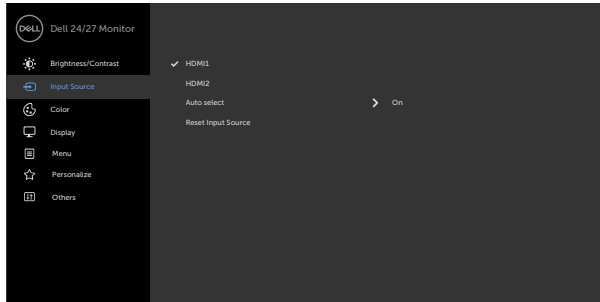 DELL Dell 24/27 Monitor
Brightness/Contrast
Input Source
Color
Display
Menu
Personalize
Others
HDMI1
HDMI2
Auto select On
Reset Input Source